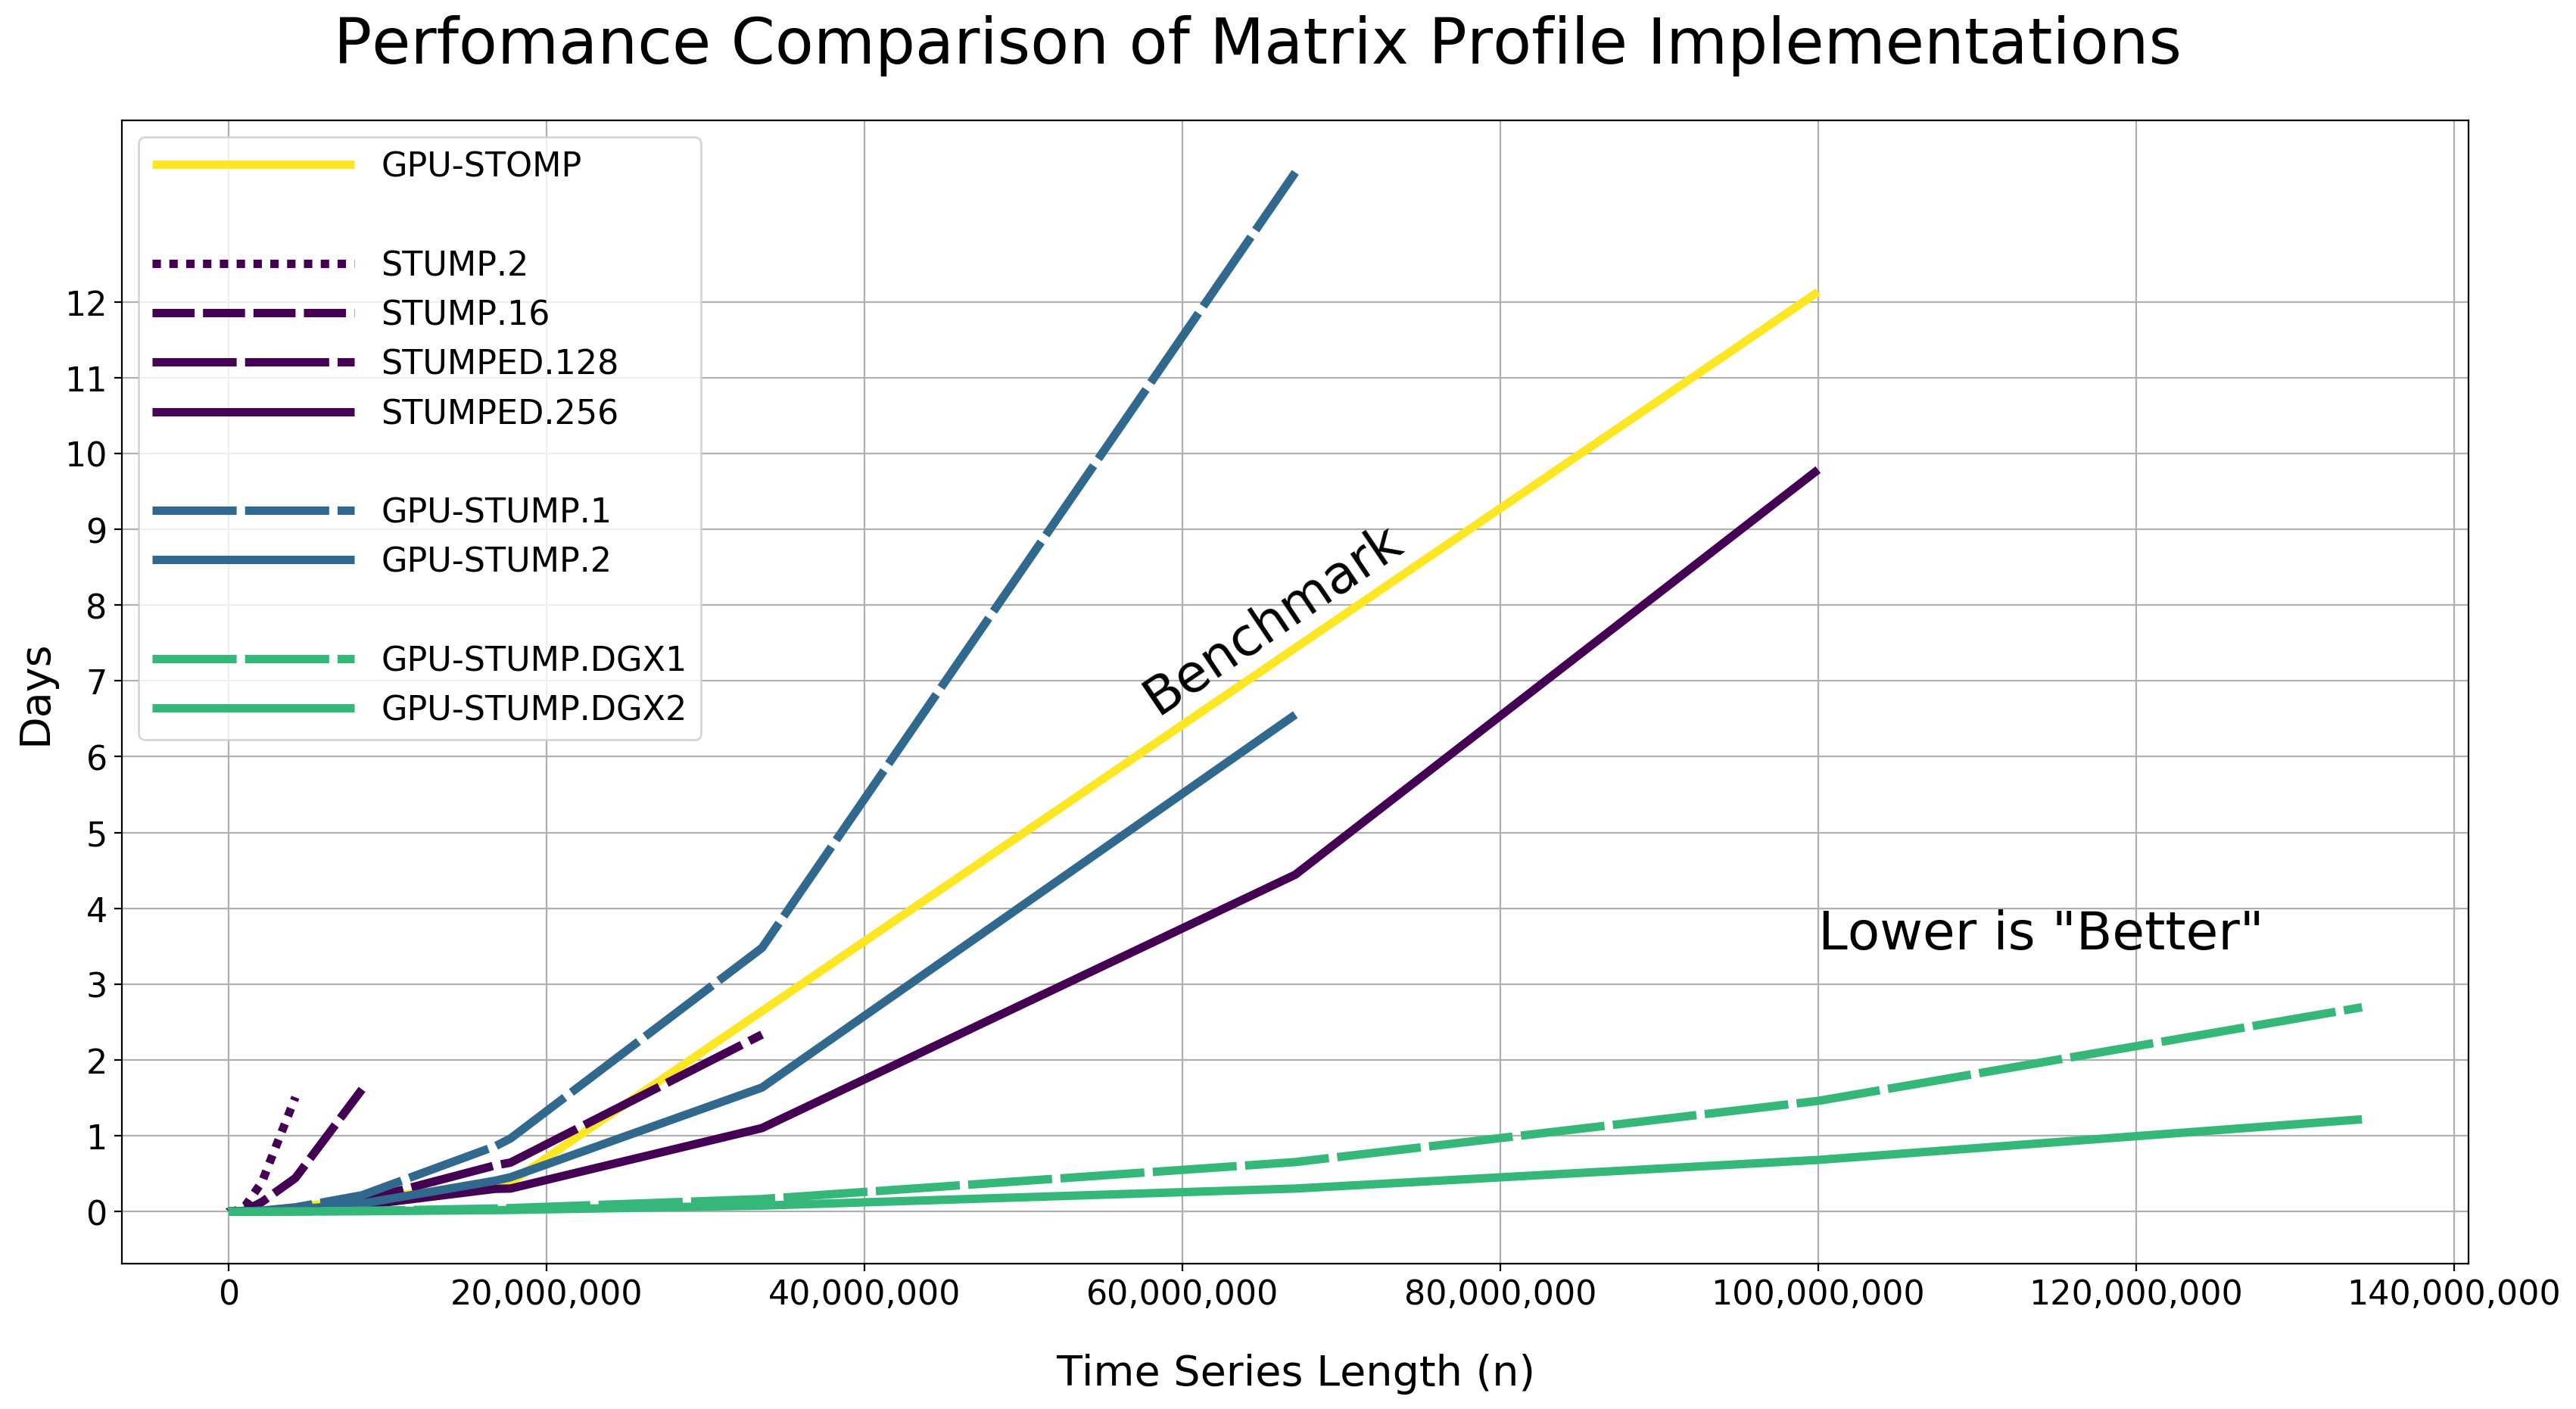 Perfomance Comparison of Matrix Profile Implementations
GPU-STOMP
STUMP.2
STUMP.16
STUMPED.128
STUMPED.256
GPU-STUMP.1
GPU-STUMP.2
GPU-STUMP.DGX1
GPU-STUMP.DGX2
12
11
10
9
8
7
6
5
4
3
2
1
0
Days
Benchmark
Lower is "Better"
0
20,000,000
40,000,000
60,000,000
80,000,000
100,000,000
120,000,000
140,000,000
Time Series Length (n)